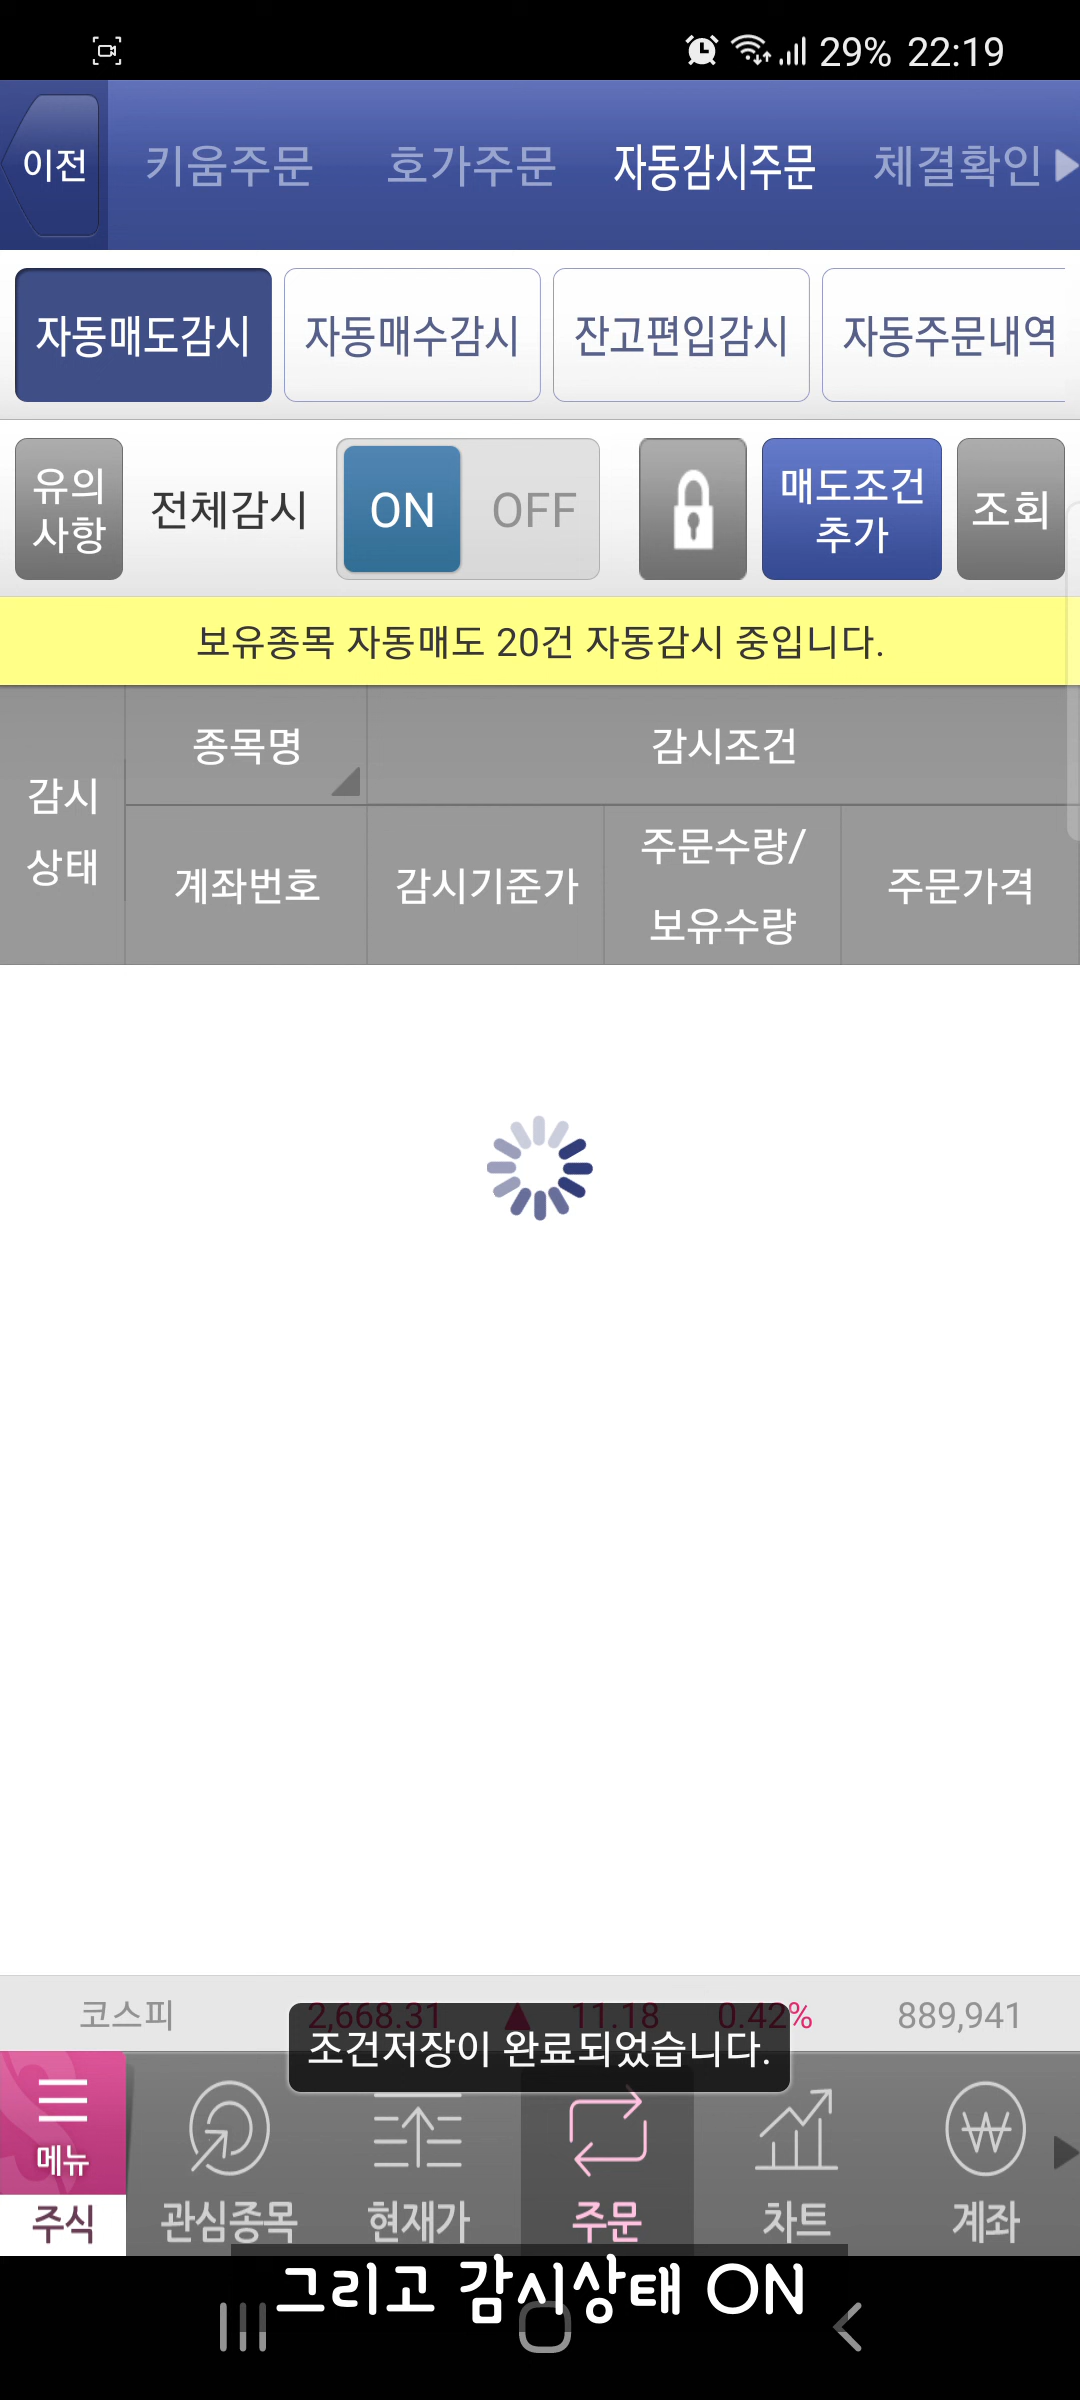 29% 22:19
이전 키움주문 호가주문 자동감시주문 체결확인
자동매도감시 자동매수감시 잔고편입감시 자동주문내역
유의
사항
전체감시 ON OFF
매도조건
추가
조회
보유종목 자동매도 20건 자동감시 중입니다.
감시
상태
종목명 감시조건
계좌번호 감시기준가
주문수량/
보유수량
주문가격
코스피 2,668.31 ▲ 11.18 0.42% 889,941
조건저장이 완료되었습니다.
메뉴
주식 관심종목 현재가 주문 차트 계좌
그리고 감시상태 ON